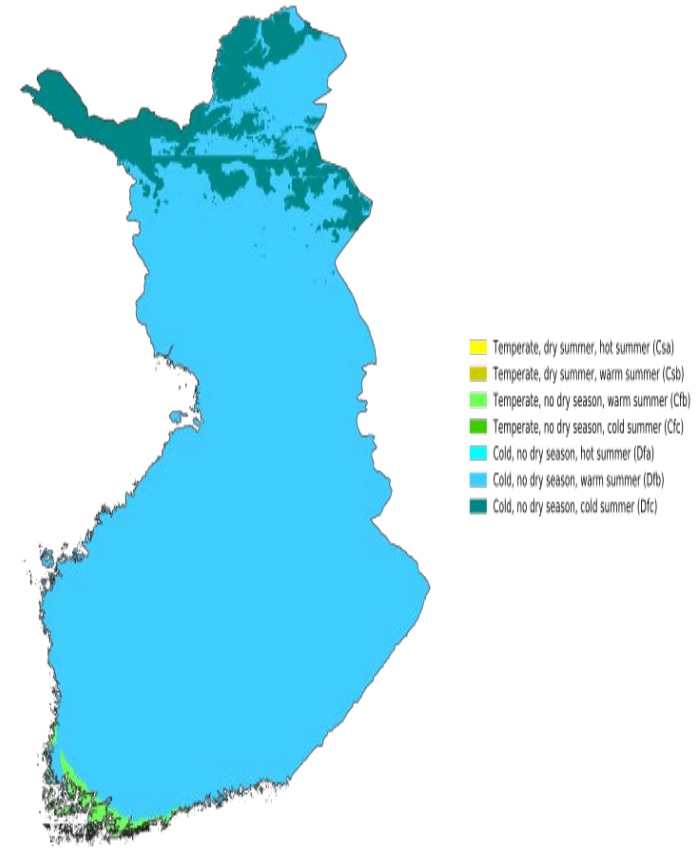 Temperate, dry summer, hot summer (Csa)
Temperate, dry summer, warm summer (Csb)
Temperate, no dry season, warm summer (Cfb)
Temperate, no dry season, cold summer (Cfc)
Cold, no dry season, hot summer (Dfa)
Cold, no dry season, warm summer (Dfb)
Cold, no dry season, cold summer (Dfc)